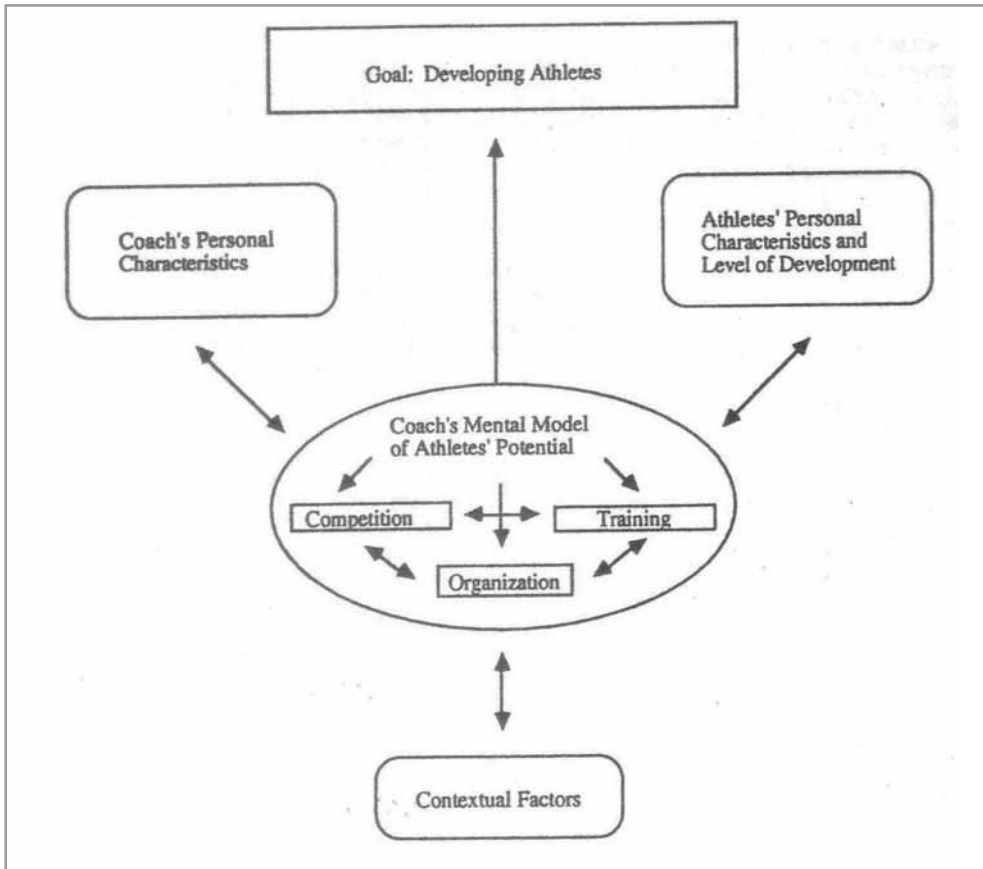 Goal: Developing Athletes
Coach's Personal
Characteristics
Athletes' Personal
Characteristics and
Level of Development
Coach's Mental Model
of Athletes' Potential
Competition
Training
Organization
Contextual Factors